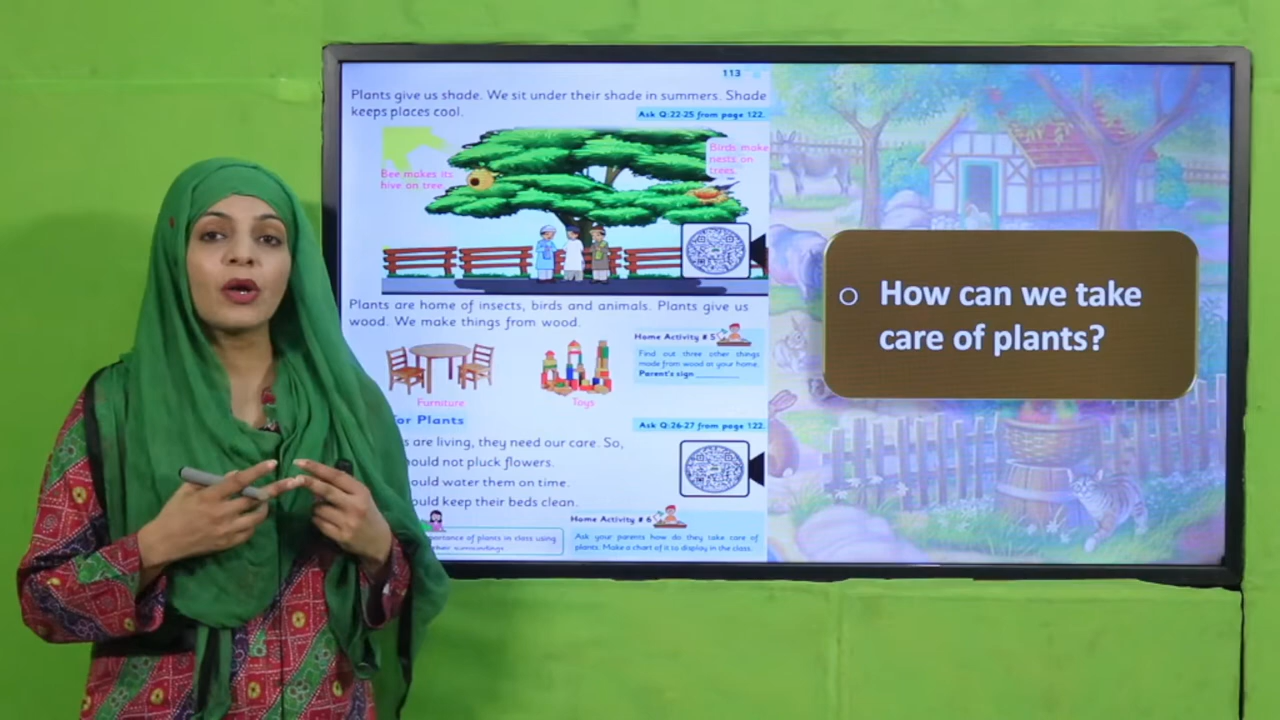 113
Plants give us shade. We sit under their shade in summers. Shade
keeps places cool.
Ask Q:22-25 from page 122.
Bee makes its
hive on tree.
Birds make
nests on
trees.
Plants are home of insects, birds and animals. Plants give us
wood. We make things from wood.
Home Activity # 5
Find out three other things
made from wood at your home.
Parent's sign
Furniture
Toys
for Plants
Ask Q:26-27 from page 122.
are living, they need our care. So,
not pluck flowers.
water them on time.
keep their beds clean.
of plants in class using
surroundings
Home Activity # 6
Ask your parents how do they take care of
plants. Make a chart of it to display in the class.
How can we take
care of plants?